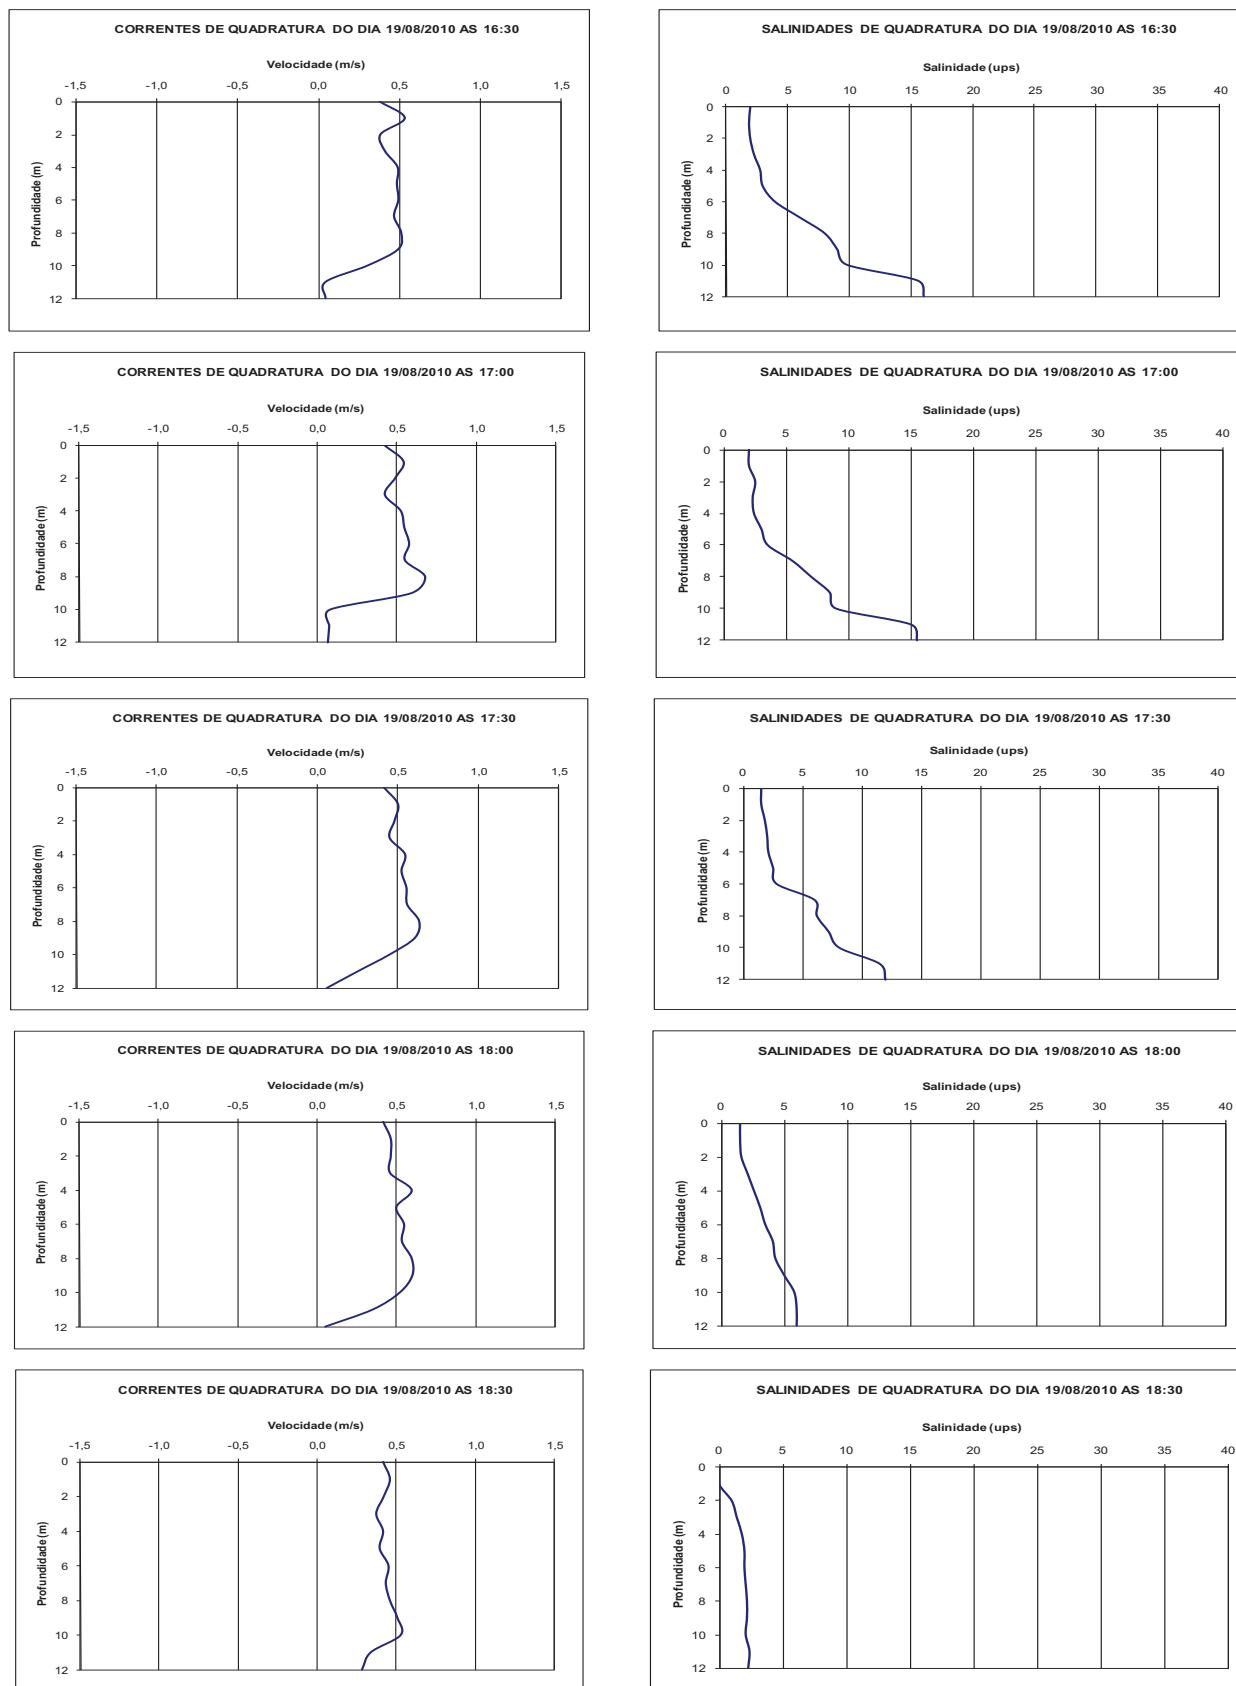 CORRENTES DE QUADRATURA DO DIA 19/08/2010 AS 16:30
Velocidade (m/s)
-1,5 -1,0 -0,5 0,0 0,5 1,0 1,5
0
2
4
6
8
10
12
Profundidade (m)
SALINIDADES DE QUADRATURA DO DIA 19/08/2010 AS 16:30
Salinidade (ups)
0 5 10 15 20 25 30 35 40
0
2
4
6
8
10
12
Profundidade (m)
CORRENTES DE QUADRATURA DO DIA 19/08/2010 AS 17:00
Velocidade (m/s)
-1,5 -1,0 -0,5 0,0 0,5 1,0 1,5
0
2
4
6
8
10
12
Profundidade (m)
SALINIDADES DE QUADRATURA DO DIA 19/08/2010 AS 17:00
Salinidade (ups)
0 5 10 15 20 25 30 35 40
0
2
4
6
8
10
12
Profundidade (m)
CORRENTES DE QUADRATURA DO DIA 19/08/2010 AS 17:30
Velocidade (m/s)
-1,5 -1,0 -0,5 0,0 0,5 1,0 1,5
0
2
4
6
8
10
12
Profundidade (m)
SALINIDADES DE QUADRATURA DO DIA 19/08/2010 AS 17:30
Salinidade (ups)
0 5 10 15 20 25 30 35 40
0
2
4
6
8
10
12
Profundidade (m)
CORRENTES DE QUADRATURA DO DIA 19/08/2010 AS 18:00
Velocidade (m/s)
-1,5 -1,0 -0,5 0,0 0,5 1,0 1,5
0
2
4
6
8
10
12
Profundidade (m)
SALINIDADES DE QUADRATURA DO DIA 19/08/2010 AS 18:00
Salinidade (ups)
0 5 10 15 20 25 30 35 40
0
2
4
6
8
10
12
Profundidade (m)
CORRENTES DE QUADRATURA DO DIA 19/08/2010 AS 18:30
Velocidade (m/s)
-1,5 -1,0 -0,5 0,0 0,5 1,0 1,5
0
2
4
6
8
10
12
Profundidade (m)
SALINIDADES DE QUADRATURA DO DIA 19/08/2010 AS 18:30
Salinidade (ups)
0 5 10 15 20 25 30 35 40
0
2
4
6
8
10
12
Profundidade (m)